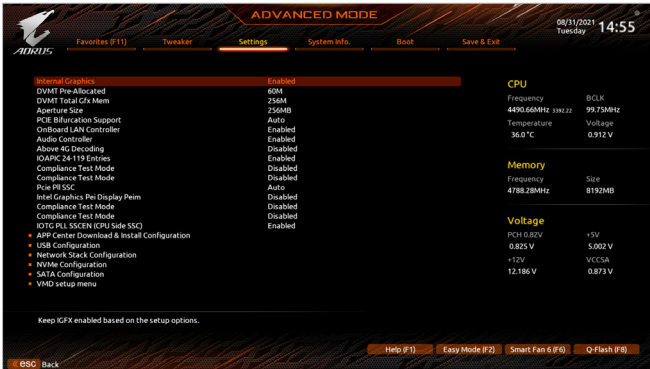 ADVANCED MODE
08/31/2021 Tuesday 14:55
AORUS
Favorites (F11) Tweaker Settings System Info. Boot Save & Exit
Internal Graphics Enabled
DVMT Pre-Allocated 60M
DVMT Total Gfx Mem 256M
Aperture Size 256MB
PCIE Bifurcation Support Auto
OnBoard LAN Controller Enabled
Audio Controller Enabled
Above 4G Decoding Disabled
IOAPIC 24-119 Entries Enabled
Compliance Test Mode Disabled
Compliance Test Mode Disabled
Pcie Pll SSC Auto
Intel Graphics Pei Display Peim Disabled
Compliance Test Mode Disabled
Compliance Test Mode Disabled
IOTG PLL SSCEN (CPU Side SSC) Enabled
APP Center Download & Install Configuration
USB Configuration
Network Stack Configuration
NVMe Configuration
SATA Configuration
VMD setup menu
CPU
Frequency BCLK
4490.66MHz 3392.22 99.75MHz
Temperature Voltage
36.0 °C 0.912 V
Memory
Frequency Size
4788.28MHz 8192MB
Voltage
PCH 0.82V +5V
0.825 V 5.002 V
+12V VCCSA
12.186 V 0.873 V
Keep IGFX enabled based on the setup options.
Help (F1) Easy Mode (F2) Smart Fan 6 (F6) Q-Flash (F8)
esc Back